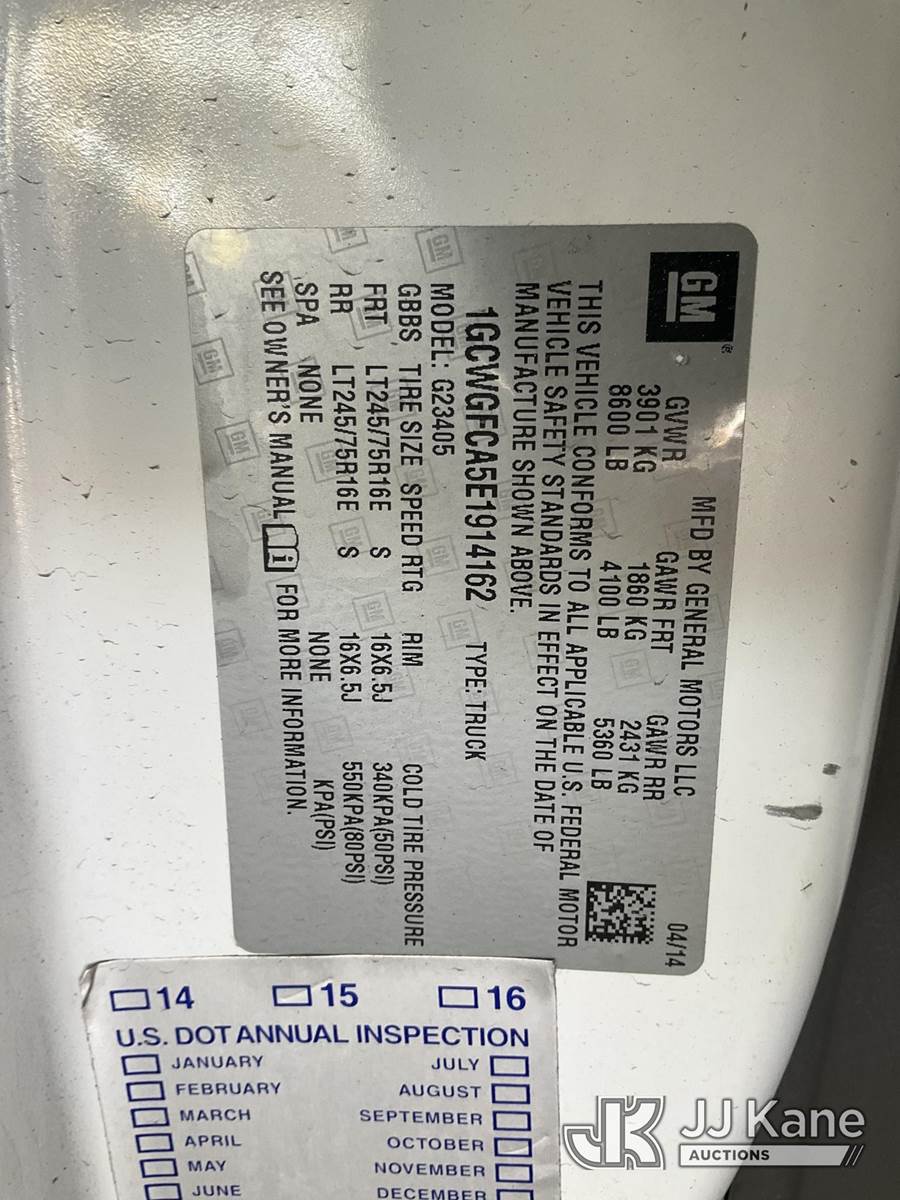 GM
®
MFD BY GENERAL MOTORS LLC
04/14
GVWR GAWR FRT GAWR RR
3901 KG 1860 KG 2431 KG
8600 LB 4100 LB 5360 LB
THIS VEHICLE CONFORMS TO ALL APPLICABLE U.S. FEDERAL MOTOR
VEHICLE SAFETY STANDARDS IN EFFECT ON THE DATE OF
MANUFACTURE SHOWN ABOVE.
1GCWGFCA5E1914162 TYPE: TRUCK
MODEL: G23405
GBBS TIRE SIZE SPEED RTG RIM COLD TIRE PRESSURE
FRT LT245/75R16E S 16X6.5J 340KPA(50PSI)
RR LT245/75R16E S 16X6.5J 550KPA(80PSI)
SPA NONE NONE KPA(PSI)
SEE OWNER'S MANUAL i FOR MORE INFORMATION.
14 15 16
U.S. DOT ANNUAL INSPECTION
JANUARY JULY
FEBRUARY AUGUST
MARCH SEPTEMBER
APRIL OCTOBER
MAY NOVEMBER
JUNE DECEMBER
JK JJ Kane
AUCTIONS